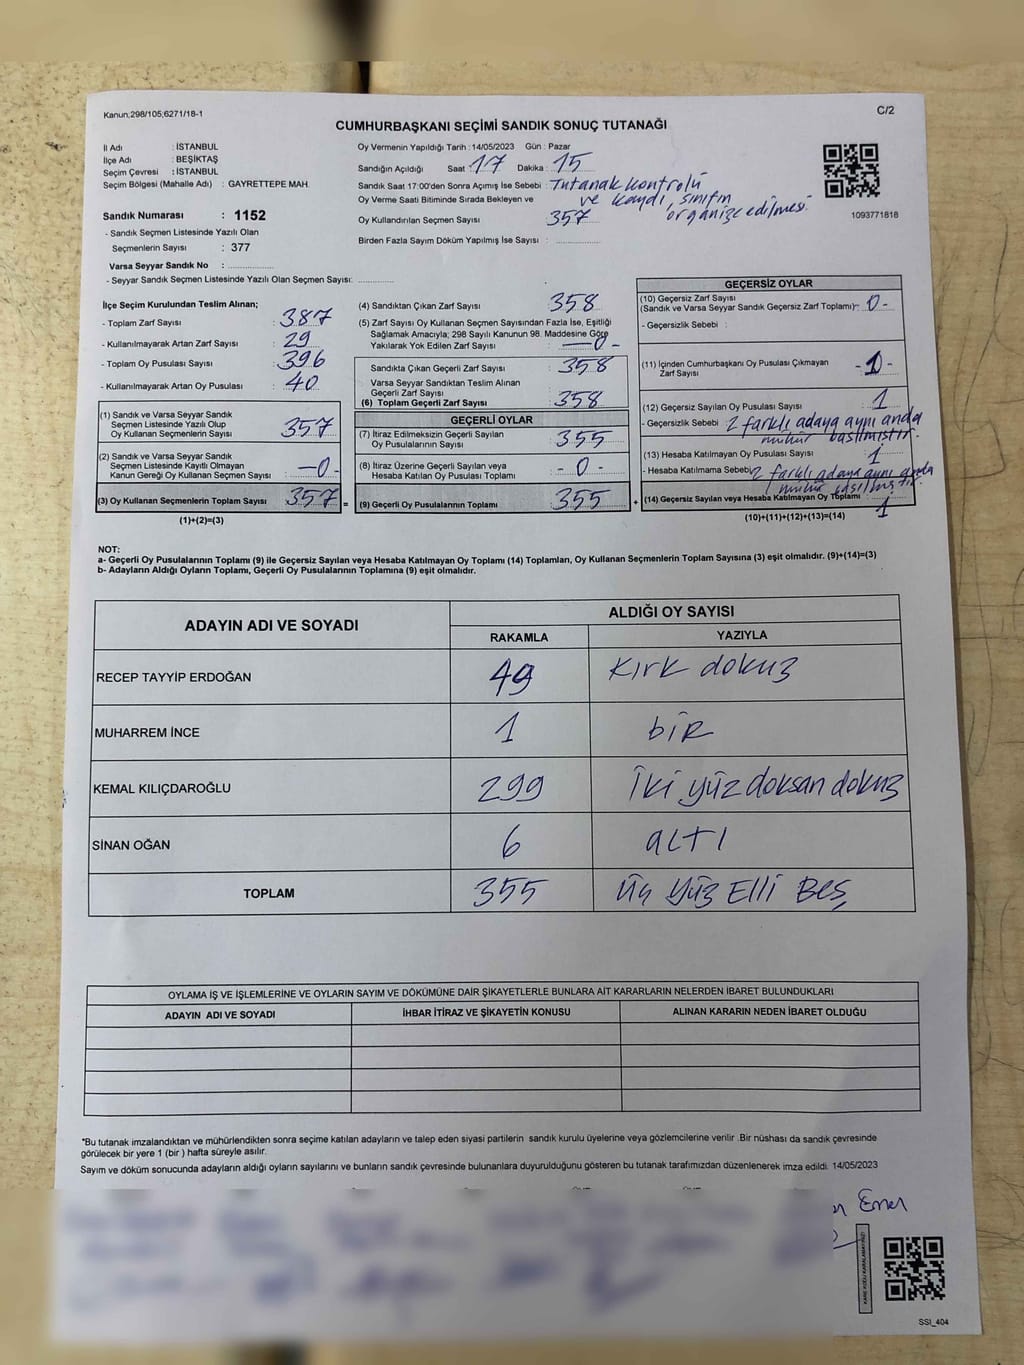 Kanun;298/105;6271/18-1
C/2
CUMHURBAŞKANI SEÇİMİ SANDIK SONUÇ TUTANAĞI
İl Adı : İSTANBUL
İlçe Adı : BEŞİKTAŞ
Seçim Çevresi : İSTANBUL
Seçim Bölgesi (Mahalle Adı) : GAYRETTEPE MAH.
Sandık Numarası : 1152
- Sandık Seçmen Listesinde Yazılı Olan
Seçmenlerin Sayısı : 377
Varsa Seyyar Sandık No : ................
- Seyyar Sandık Seçmen Listesinde Yazılı Olan Seçmen Sayısı: .............
Oy Vermenin Yapıldığı Tarih : 14/05/2023 Gün : Pazar
Sandığın Açıldığı Saat 17 Dakika : 15
Sandık Saat 17:00'den Sonra Açımış İse Sebebi : Tutanak kontrolü
ve kaydı, sınıfın
organize edilmesi
Oy Verme Saati Bitiminde Sırada Bekleyen ve
Oy Kullandırılan Seçmen Sayısı 357
Birden Fazla Sayım Döküm Yapılmış İse Sayısı : ................
1093771818
İlçe Seçim Kurulundan Teslim Alınan;
- Toplam Zarf Sayısı : 387
- Kullanılmayarak Artan Zarf Sayısı : 29
- Toplam Oy Pusulası Sayısı : 396
- Kullanılmayarak Artan Oy Pusulası : 40
(1) Sandık ve Varsa Seyyar Sandık
Seçmen Listesinde Yazılı Olup
Oy Kullanan Seçmenlerin Sayısı : 357
(2) Sandık ve Varsa Seyyar Sandık
Seçmen Listesinde Kayıtlı Olmayan
Kanun Gereği Oy Kullanan Seçmen Sayısı : -0-
(3) Oy Kullanan Seçmenlerin Toplam Sayısı : 357 =
(1)+(2)=(3)
(4) Sandıktan Çıkan Zarf Sayısı : 358
(5) Zarf Sayısı Oy Kullanan Seçmen Sayısından Fazla İse, Eşitliği
Sağlamak Amacıyla; 298 Sayılı Kanunun 98. Maddesine Göre
Yakılarak Yok Edilen Zarf Sayısı : -0-
Sandıkta Çıkan Geçerli Zarf Sayısı : 358
Varsa Seyyar Sandıktan Teslim Alınan
Geçerli Zarf Sayısı
(6) Toplam Geçerli Zarf Sayısı : 358
GEÇERLİ OYLAR
(7) İtiraz Edilmeksizin Geçerli Sayılan
Oy Pusulalarının Sayısı : 355
(8) İtiraz Üzerine Geçerli Sayılan veya
Hesaba Katılan Oy Pusulası Sayısı : -0-
(9) Geçerli Oy Pusulalarının Toplamı : 355 +
GEÇERSİZ OYLAR
(10) Geçersiz Zarf Sayısı
(Sandık ve Varsa Seyyar Sandık Geçersiz Zarf Toplamı) -0-
- Geçersizlik Sebebi :
(11) İçinden Cumhurbaşkanı Oy Pusulası Çıkmayan
Zarf Sayısı
(12) Geçersiz Sayılan Oy Pusulası Sayısı : 1
- Geçersizlik Sebebi : 2 farklı adaya aynı anda
mühür basılmıştır.
(13) Hesaba Katılmayan Oy Pusulası Sayısı : 1
- Hesaba Katılmama Sebebi: 2 farklı adaya aynı anda
mühür basılmıştır.
(14) Geçersiz Sayılan veya Hesaba Katılmayan Oy Toplamı 1
(10)+(11)+(12)+(13)=(14)
NOT:
a- Geçerli Oy Pusulalarının Toplamı (9) ile Geçersiz Sayılan veya Hesaba Katılmayan Oy Toplamı (14) Toplamları, Oy Kullanan Seçmenlerin Toplam Sayısına (3) eşit olmalıdır. (9)+(14)=(3)
b- Adayların Aldığı Oyların Toplamı, Geçerli Oy Pusulalarının Toplamına (9) eşit olmalıdır.
ADAYIN ADI VE SOYADI ALDIĞI OY SAYISI
RAKAMLA YAZIYLA
RECEP TAYYİP ERDOĞAN 49 Kırk dokuz
MUHARREM İNCE 1 bir
KEMAL KILIÇDAROĞLU 299 iki yüz doksan dokuz
SİNAN OĞAN 6 altı
TOPLAM 355 Üç Yüz Elli Beş
OYLAMA İŞ VE İŞLEMLERİNE VE OYLARIN SAYIM VE DÖKÜMÜNE DAİR ŞİKAYETLERLE BUNLARA AİT KARARLARIN NELERDEN İBARET BULUNDUKLARI
ADAYIN ADI VE SOYADI İHBAR İTİRAZ VE ŞİKAYETİN KONUSU ALINAN KARARIN NEDEN İBARET OLDUĞU
*Bu tutanak imzalandıktan ve mühürlendikten sonra seçime katılan adayların ve talep eden siyasi partilerin sandık kurulu üyelerine veya gözlemcilerine verilir .Bir nüshası da sandık çevresinde
görülecek bir yere 1 (bir ) hafta süreyle asılır.
Sayım ve döküm sonucunda adayların aldığı oyların sayılarını ve bunların sandık çevresinde bulunanlara duyurulduğunu gösteren bu tutanak tarafımızdan düzenlenerek imza edildi. 14/05/2023
KARE KODU KARALAMAYINIZ!
SSI_404